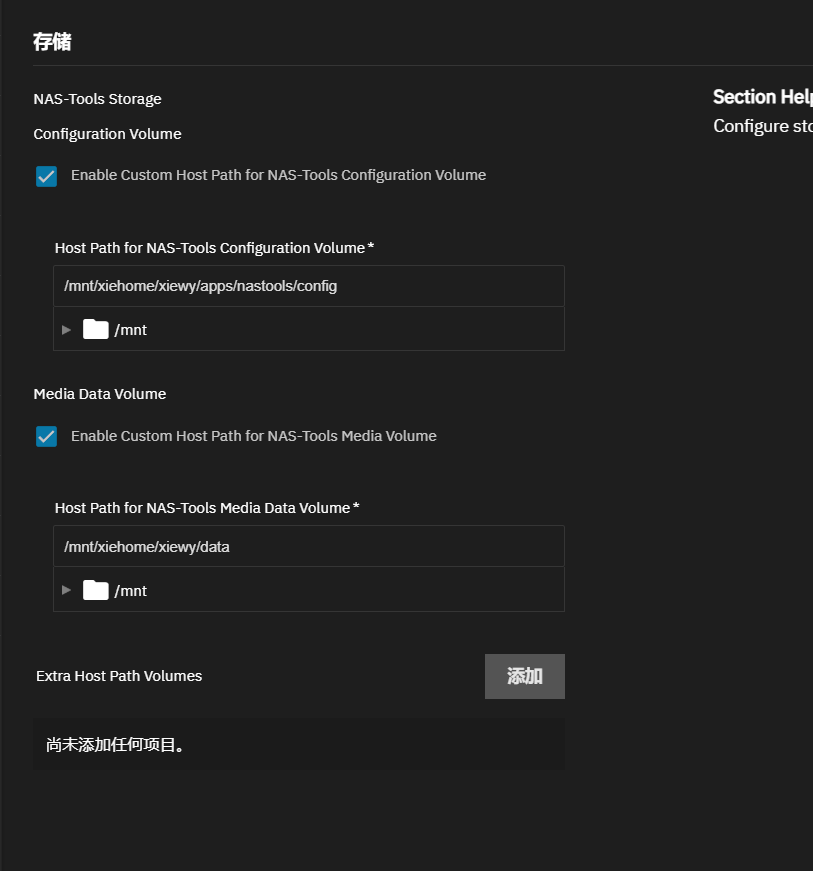 存储
NAS-Tools Storage
Section Help
Configure sto
Configuration Volume
Enable Custom Host Path for NAS-Tools Configuration Volume
Host Path for NAS-Tools Configuration Volume*
/mnt/xiehome/xiewy/apps/nastools/config
/mnt
Media Data Volume
Enable Custom Host Path for NAS-Tools Media Volume
Host Path for NAS-Tools Media Data Volume*
/mnt/xiehome/xiewy/data
/mnt
Extra Host Path Volumes
添加
尚未添加任何项目。